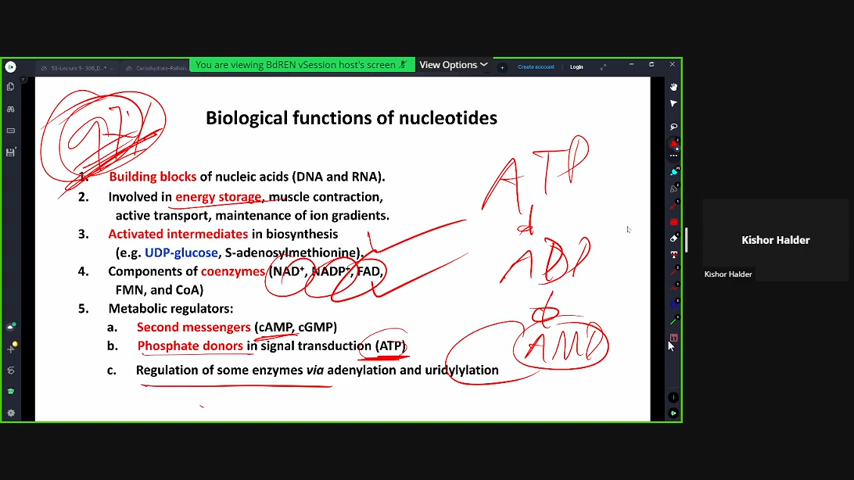 You are viewing BdREN vSession host's screen
View Options
Create account
Login
Biological functions of nucleotides
1. Building blocks of nucleic acids (DNA and RNA).
2. Involved in energy storage, muscle contraction,
active transport, maintenance of ion gradients.
3. Activated intermediates in biosynthesis
(e.g. UDP-glucose, S-adenosylmethionine).
4 Components of coenzymes (NAD+, NADP+, FAD,
FMN, and CoA)
5. Metabolic regulators:
a. Second messengers (cAMP, cGMP)
b. Phosphate donors in signal transduction (ATP)
c. Regulation of some enzymes via adenylation and uridylylation
ATP
ADP
AMP
Kishor Halder
Kishor Halder